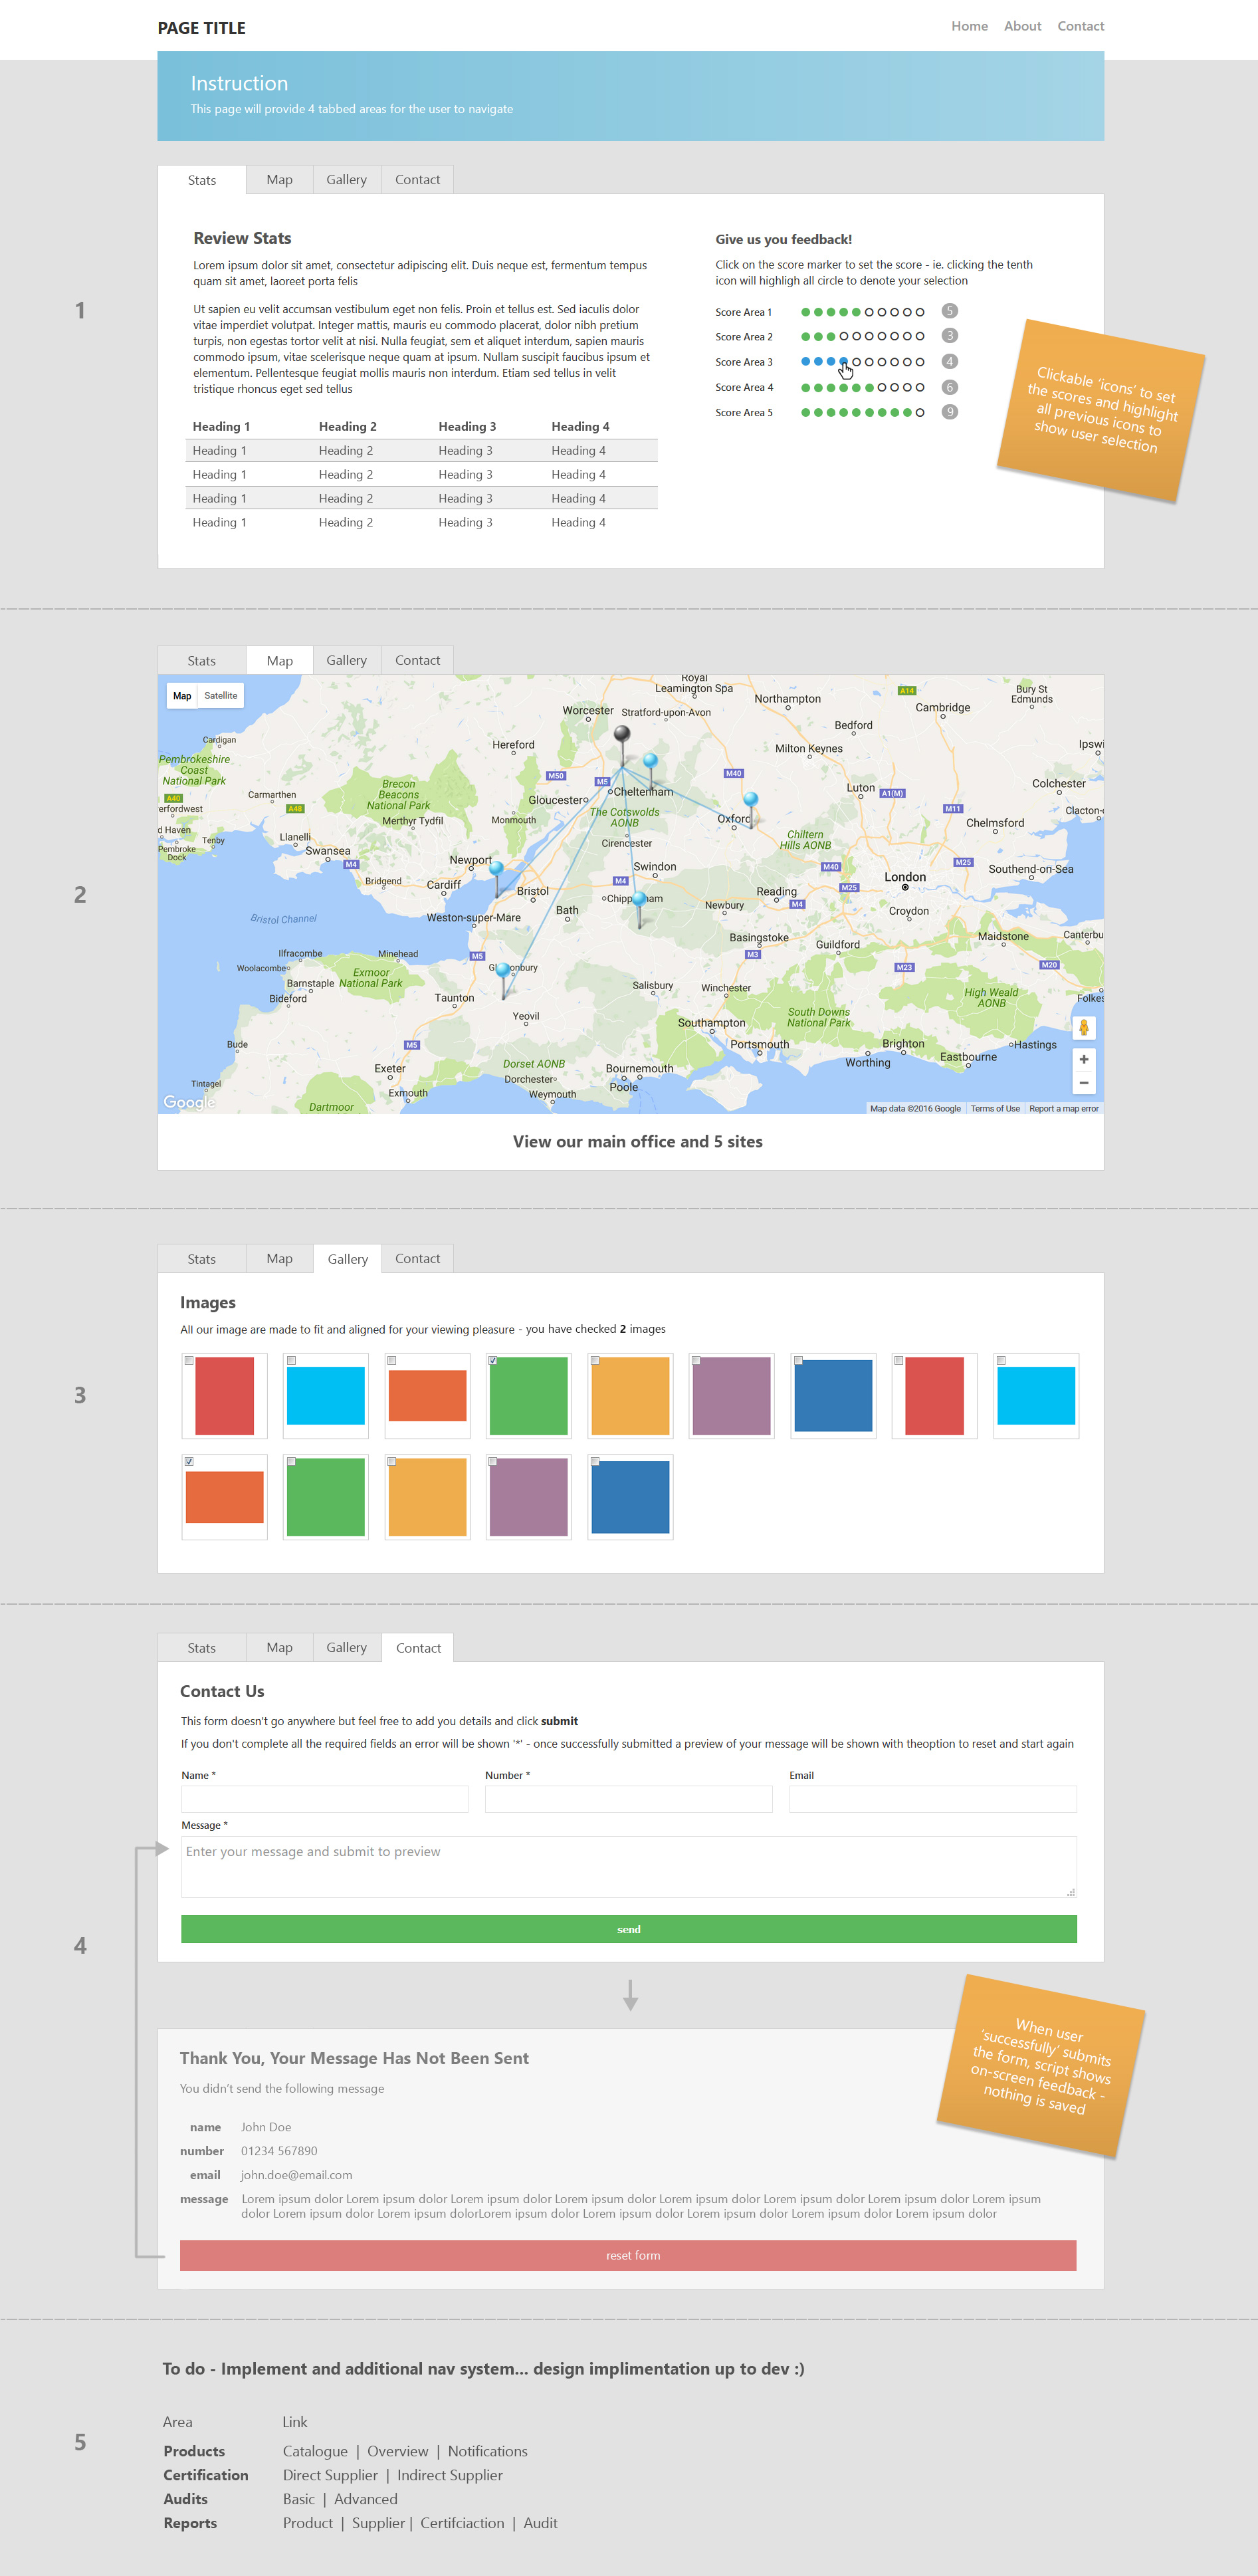 PAGE TITLE
Home About Contact
Instruction
This page will provide 4 tabbed areas for the user to navigate
Stats Map Gallery Contact
1
Review Stats
Lorem ipsum dolor sit amet, consectetur adipiscing elit. Duis neque est, fermentum tempus
quam sit amet, laoreet porta felis
Ut sapien eu velit accumsan vestibulum eget non felis. Proin et tellus est. Sed iaculis dolor
vitae imperdiet volutpat. Integer mattis, mauris eu commodo placerat, dolor nibh pretium
turpis, non egestas tortor velit at nisi. Nulla feugiat, sem et aliquet interdum, sapien mauris
commodo ipsum, vitae scelerisque neque quam at ipsum. Nullam suscipit faucibus ipsum et
elementum. Pellentesque feugiat mollis mauris non interdum. Etiam sed tellus in velit
tristique rhoncus eget sed tellus
Heading 1 Heading 2 Heading 3 Heading 4
Heading 1 Heading 2 Heading 3 Heading 4
Heading 1 Heading 2 Heading 3 Heading 4
Heading 1 Heading 2 Heading 3 Heading 4
Heading 1 Heading 2 Heading 3 Heading 4
Give us you feedback!
Click on the score marker to set the score - ie. clicking the tenth
icon will highligh all circle to denote your selection
Score Area 1 5
Score Area 2 3
Score Area 3 4
Score Area 4 6
Score Area 5 9
Clickable ‘icons’ to set
the scores and highlight
all previous icons to
show user selection
2
Stats Map Gallery Contact
Map Satellite
Royal
Leamington Spa
Northampton
A14
Bury St
Edmunds
Worcester
Stratford-upon-Avon
Cambridge
Bedford
Cardigan
Hereford
Milton Keynes
Ipswi
Pembrokeshire
Coast
National Park
M50
M5
M40
Brecon
Beacons
National Park
Colchester
Carmarthen
Gloucester
Cheltenham
Luton
A1(M)
A40
A48
erfordwest
M11
Clacton-
The Cotswolds
AONB
Merthyr Tydfil
Monmouth
Oxford
Chelmsford
d Haven
Tenby
Llanelli
Chiltern
Hills AONB
Pembroke
Dock
Swansea
Cirencester
M4
Newport
Swindon
M40
M25
Southend-on-Sea
Bridgend
Cardiff
Bristol
M4
London
Reading
M25
M4
Newbury
Croydon
Bristol Channel
Weston-super-Mare
Bath
Basingstoke
M3
Guildford
Maidstone
Canterbu
Ilfracombe
Minehead
M5
M23
M20
Woolacombe
Exmoor
National Park
Barnstaple
Bideford
Taunton
Salisbury
Winchester
High Weald
AONB
Folkes
Yeovil
Southampton
South Downs
National Park
Bude
M5
Portsmouth
Brighton
Hastings
Exeter
Dorset AONB
Bournemouth
Worthing
Eastbourne
Tintagel
Dorchester
Poole
Exmouth
Weymouth
Dartmoor
Google
Map data ©2016 Google Terms of Use Report a map error
View our main office and 5 sites
3
Stats Map Gallery Contact
Images
All our image are made to fit and aligned for your viewing pleasure - you have checked 2 images
4
Stats Map Gallery Contact
Contact Us
This form doesn't go anywhere but feel free to add you details and click submit
If you don't complete all the required fields an error will be shown '*' - once successfully submitted a preview of your message will be shown with theoption to reset and start again
Name * Number * Email
Message *
Enter your message and submit to preview
send
When user
‘successfully’ submits
the form, script shows
on-screen feedback -
nothing is saved
Thank You, Your Message Has Not Been Sent
You didn't send the following message
name John Doe
number 01234 567890
email john.doe@email.com
message Lorem ipsum dolor Lorem ipsum dolor Lorem ipsum dolor Lorem ipsum dolor Lorem ipsum dolor Lorem ipsum dolor Lorem ipsum dolor Lorem ipsum
dolor Lorem ipsum dolor Lorem ipsum dolorLorem ipsum dolor Lorem ipsum dolor Lorem ipsum dolor Lorem ipsum dolor Lorem ipsum dolor
reset form
5
To do - Implement and additional nav system... design implimentation up to dev :)
Area Link
Products Catalogue | Overview | Notifications
Certification Direct Supplier | Indirect Supplier
Audits Basic | Advanced
Reports Product | Supplier | Certifciaction | Audit